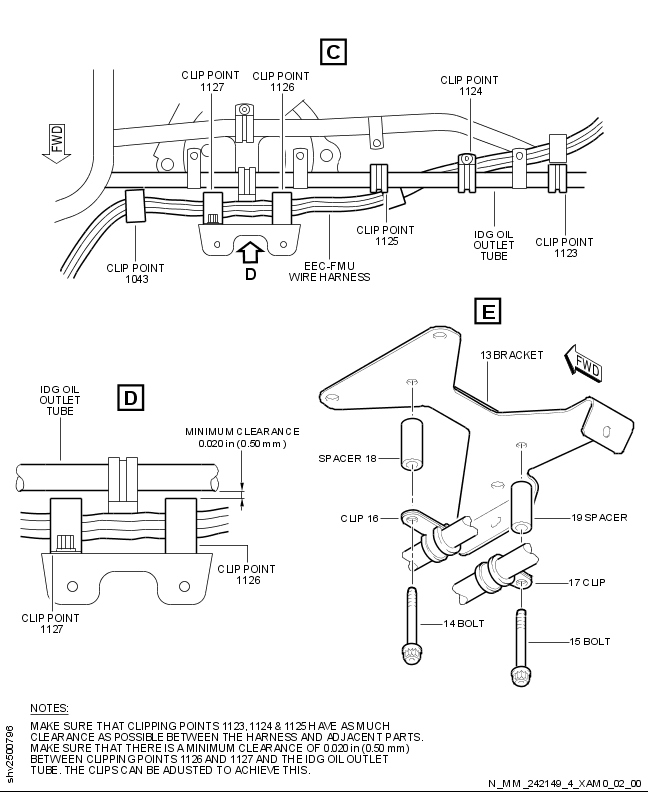 C
CLIP POINT
1127
CLIP POINT
1126
CLIP POINT
1124
FWD
CLIP POINT
1043
D
EEC-FMU
WIRE HARNESS
CLIP POINT
1125
IDG OIL
OUTLET
TUBE
CLIP POINT
1123
E
13 BRACKET
FWD
SPACER 18
CLIP 16
19 SPACER
17 CLIP
14 BOLT
15 BOLT
D
IDG OIL
OUTLET
TUBE
MINIMUM CLEARANCE
0.020 in (0.50 mm)
CLIP POINT
1126
CLIP POINT
1127
NOTES:
MAKE SURE THAT CLIPPING POINTS 1123, 1124 & 1125 HAVE AS MUCH
CLEARANCE AS POSSIBLE BETWEEN THE HARNESS AND ADJACENT PARTS.
MAKE SURE THAT THERE IS A MINIMUM CLEARANCE OF 0.020 in (0.50 mm)
BETWEEN CLIPPING POINTS 1126 AND 1127 AND THE IDG OIL OUTLET
TUBE. THE CLIPS CAN BE ADUSTED TO ACHIEVE THIS.
shv2500796
N_MM_242149_4_XAM0_02_00